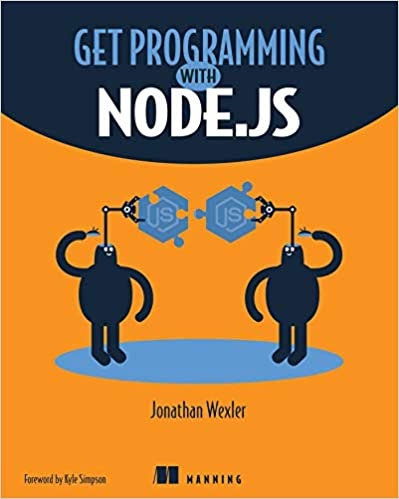 GET PROGRAMMING
WITH
NODE.JS
JS JS
Jonathan Wexler
Foreword by Kyle Simpson
MANNING